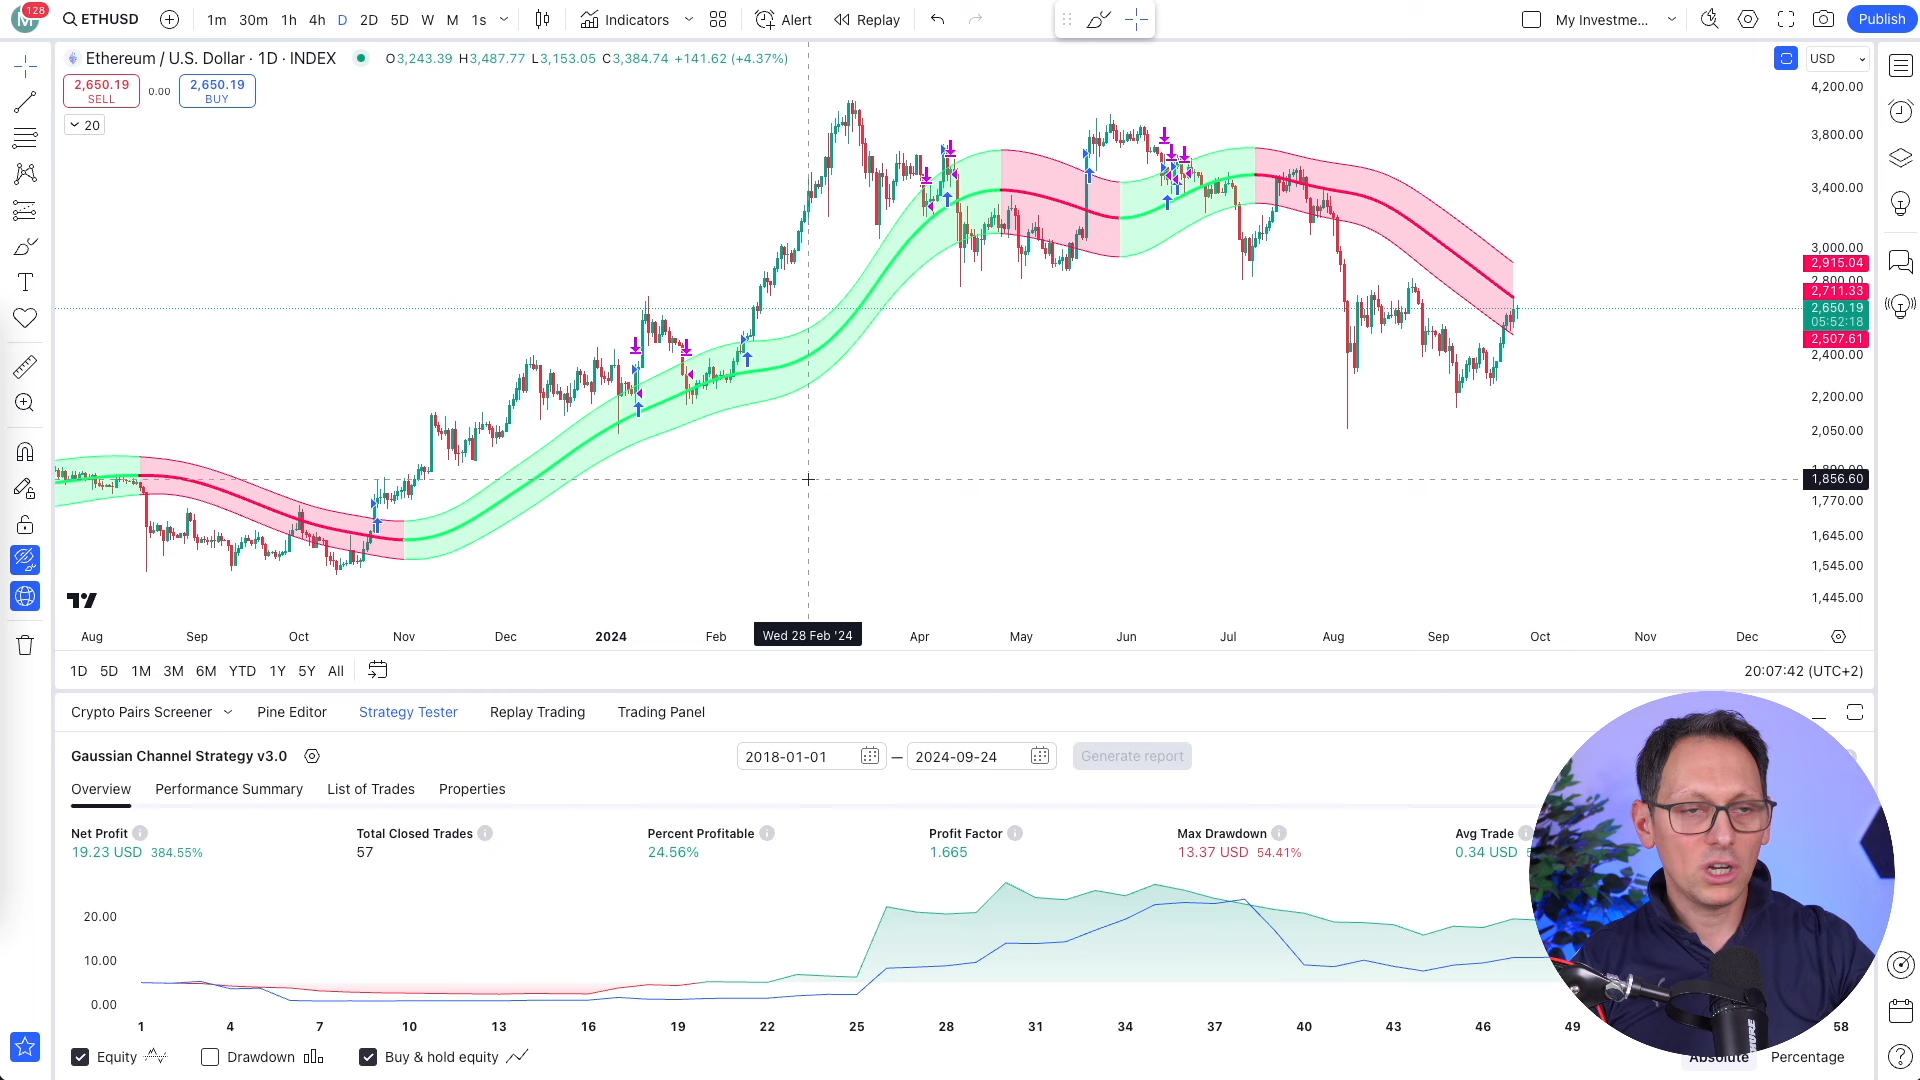 128
M ETHUSD 1m 30m 1h 4h D 2D 5D W M 1s Indicators Alert Replay My Investme... Publish
Ethereum / U.S. Dollar · 1D · INDEX O3,243.39 H3,487.77 L3,153.05 C3,384.74 +141.62 (+4.37%)
USD
2,650.19 0.00 2,650.19
SELL BUY
20
4,200.00
3,800.00
3,400.00
3,000.00
2,915.04
2,800.00
2,711.33
2,650.19
05:52:18
2,507.61
2,400.00
2,200.00
2,050.00
1,856.60
1,770.00
1,645.00
1,545.00
1,445.00
Aug Sep Oct Nov Dec 2024 Feb Wed 28 Feb '24 Apr May Jun Jul Aug Sep Oct Nov Dec
1D 5D 1M 3M 6M YTD 1Y 5Y All 20:07:42 (UTC+2)
Crypto Pairs Screener Pine Editor Strategy Tester Replay Trading Trading Panel
Gaussian Channel Strategy v3.0 2018-01-01 — 2024-09-24 Generate report
Overview Performance Summary List of Trades Properties
Net Profit Total Closed Trades Percent Profitable Profit Factor Max Drawdown Avg Trade
19.23 USD 384.55% 57 24.56% 1.665 13.37 USD 54.41% 0.34 USD
20.00
10.00
0.00
1 4 7 10 13 16 19 22 25 28 31 34 37 40 43 46 49 58
Equity Drawdown Buy & hold equity Absolute Percentage
SHURE